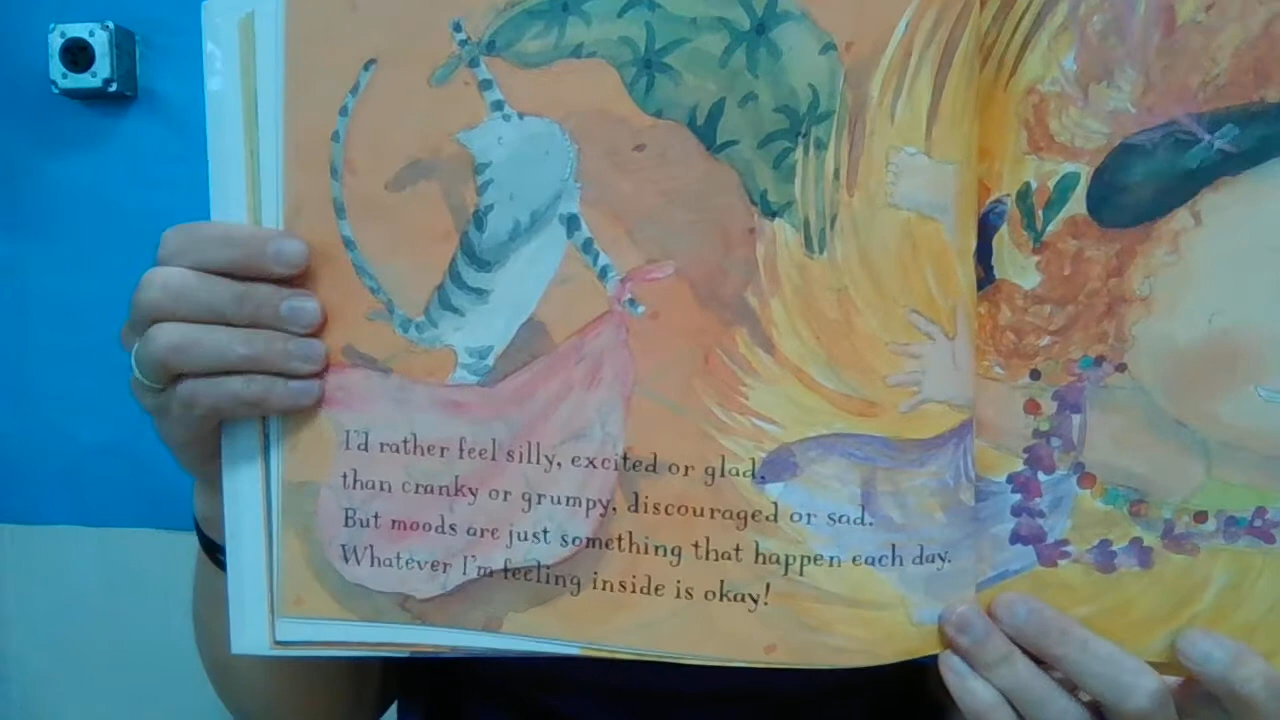 I'd rather feel silly, excited or glad,
than cranky or grumpy, discouraged or sad.
But moods are just something that happen each day.
Whatever I'm feeling inside is okay!